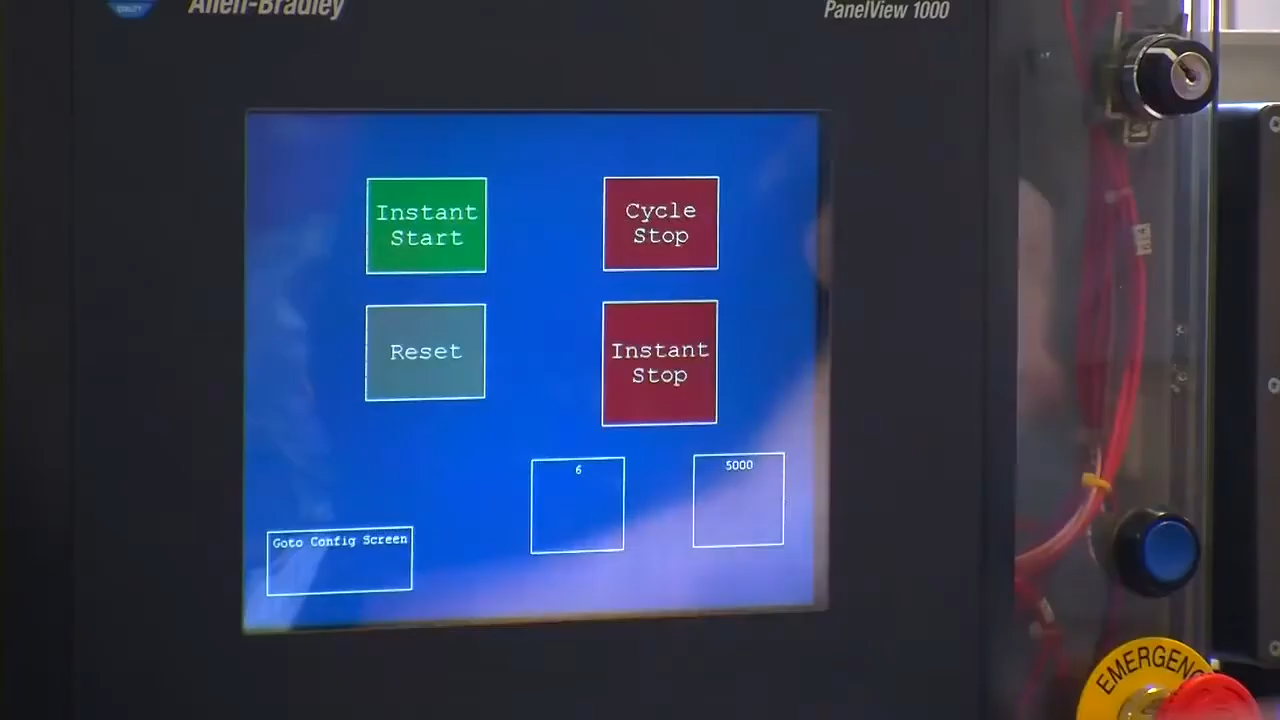 Allen-Bradley
PanelView 1000
Instant
Start
Cycle
Stop
Reset
Instant
Stop
6
5000
Goto Config Screen
EMERGENC